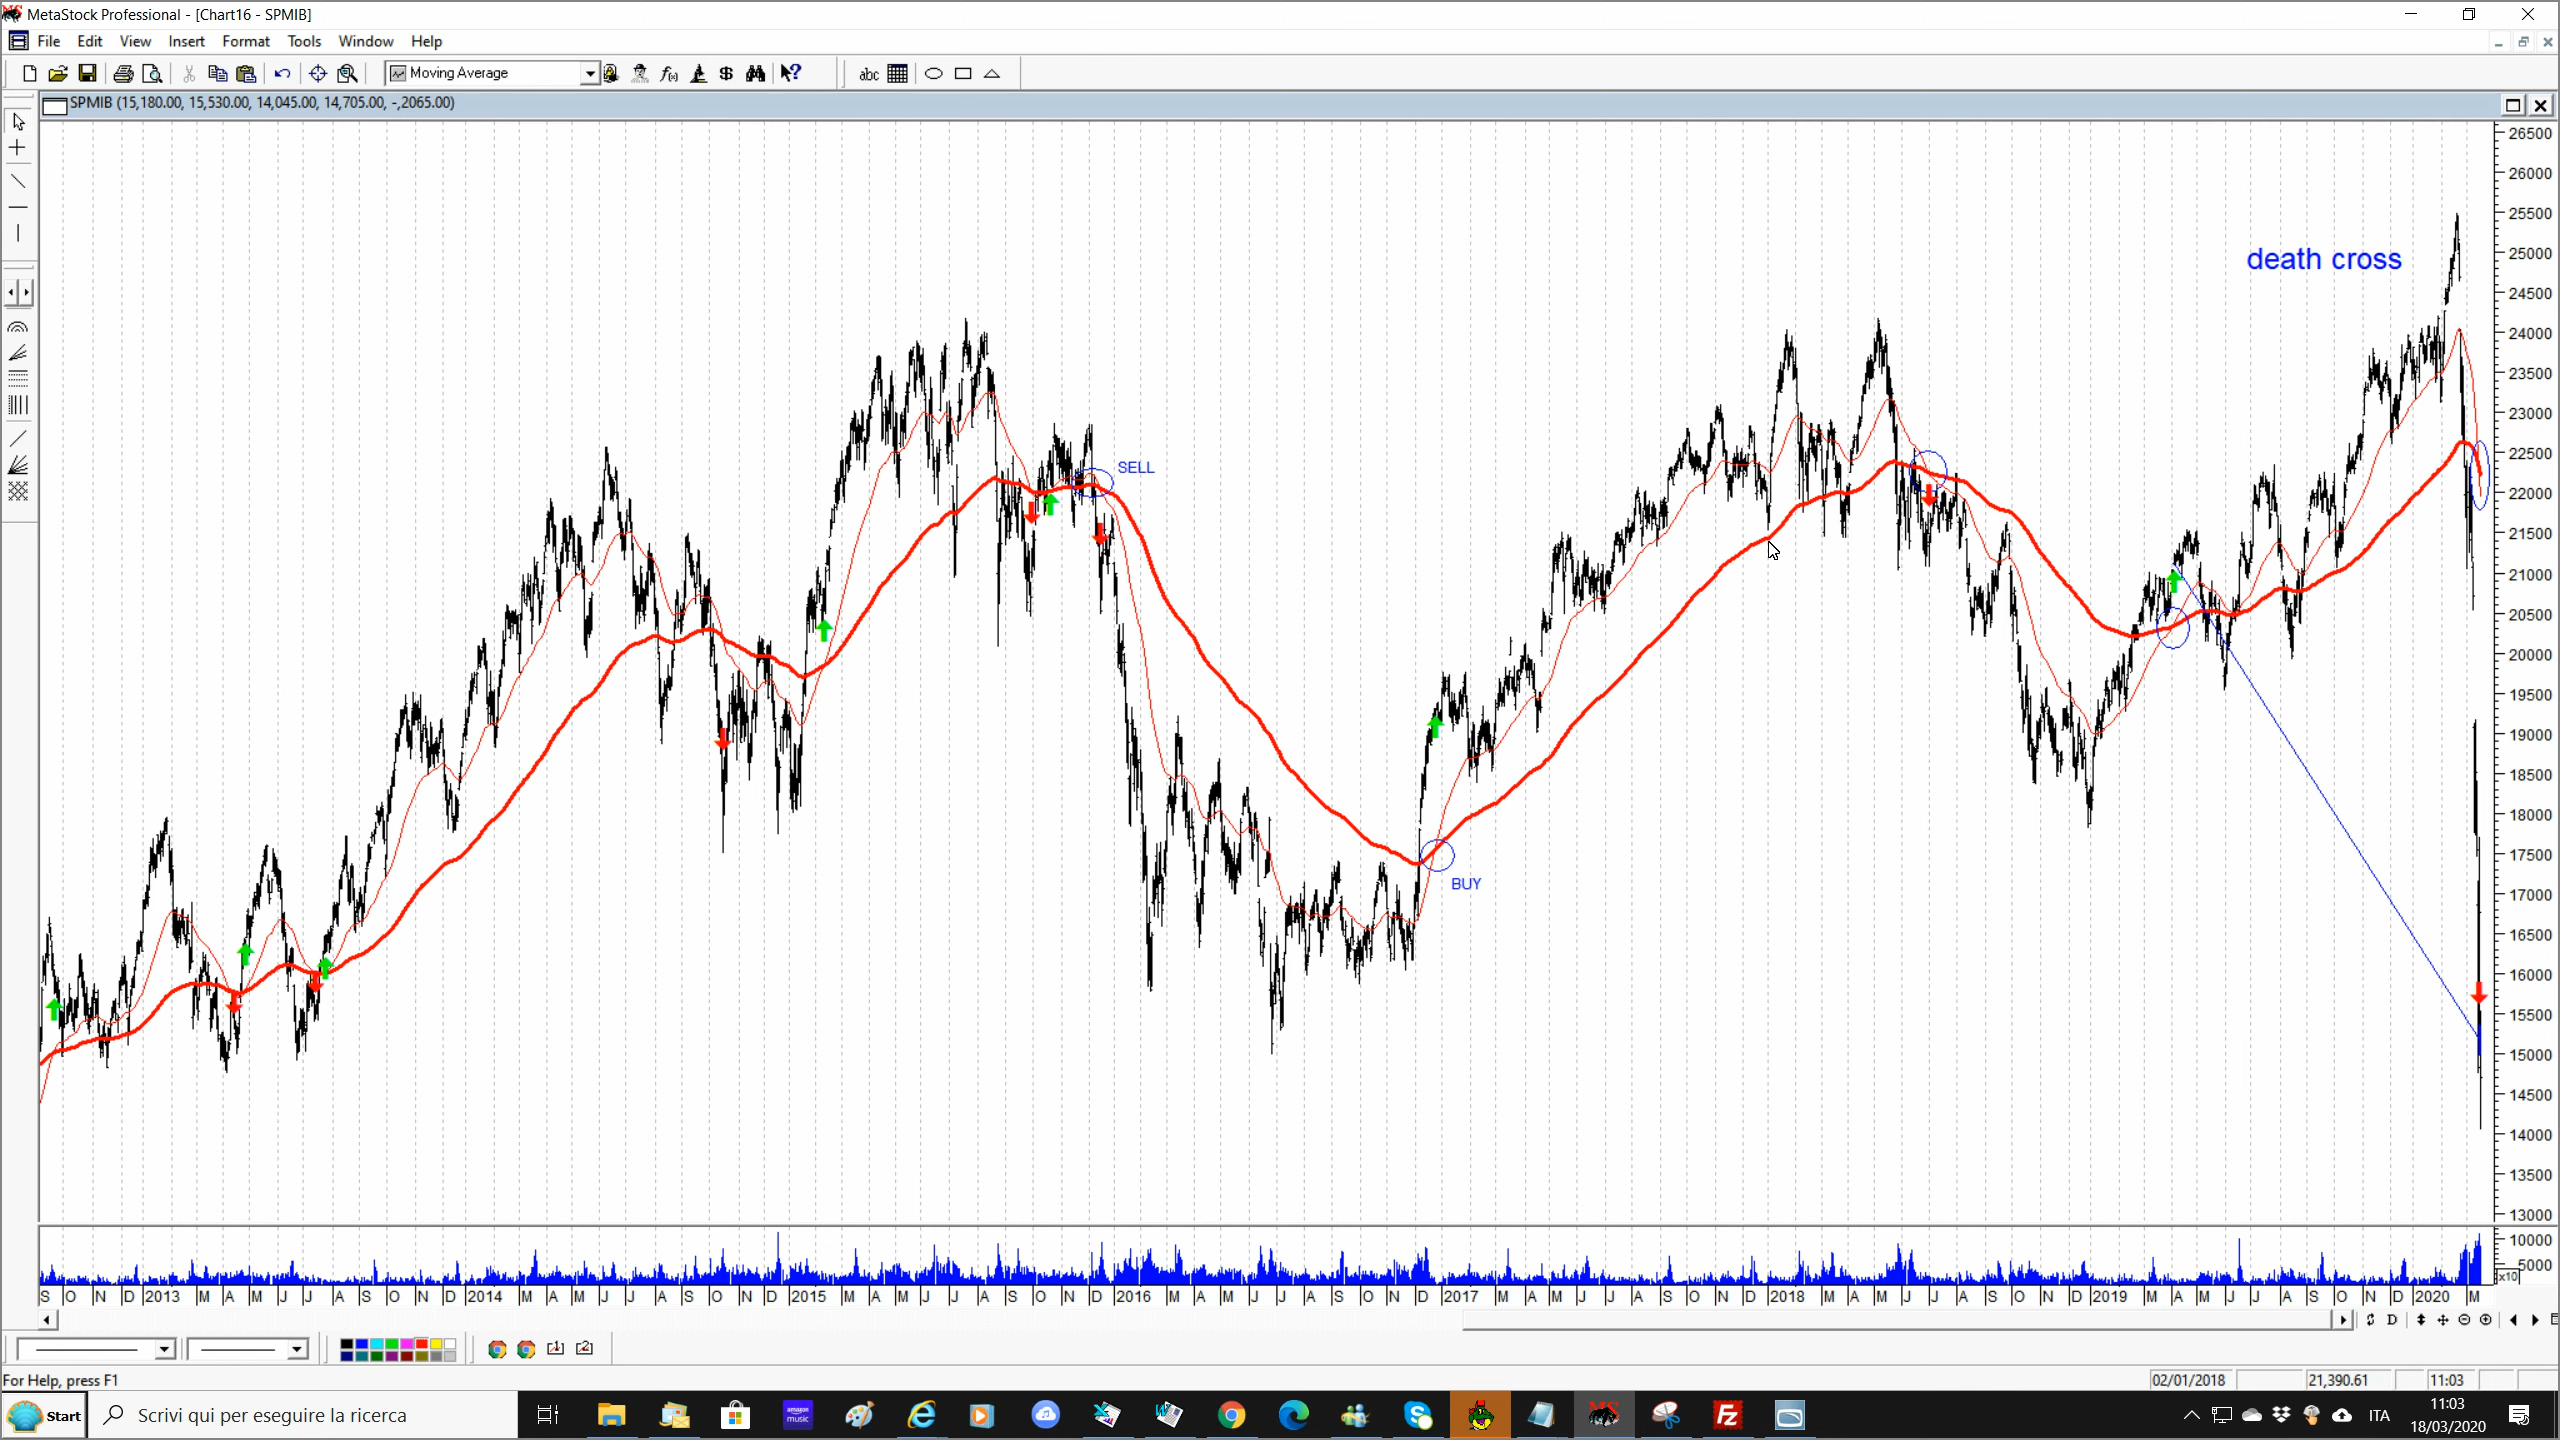 MetaStock Professional - [Chart16 - SPMIB]
File Edit View Insert Format Tools Window Help
Moving Average
abc
SPMIB (15,180.00, 15,530.00, 14,045.00, 14,705.00, -,2065.00)
26500
26000
25500
death cross
25000
24500
24000
23500
23000
22500
SELL
22000
21500
21000
20500
20000
19500
19000
18500
18000
17500
BUY
17000
16500
16000
15500
15000
14500
14000
13500
13000
10000
5000
x10
S O N D 2013 M A M J J A S O N D 2014 M A M J J A S O N D 2015 M A M J J A S O N D 2016 M A M J J A S O N D 2017 M A M J J A S O N D 2018 M A M J J A S O N D 2019 M A M J J A S O N D 2020 M
D
For Help, press F1
02/01/2018 21,390.61 11:03
Start Scrivi qui per eseguire la ricerca
amazon music
ITA
11:03
18/03/2020